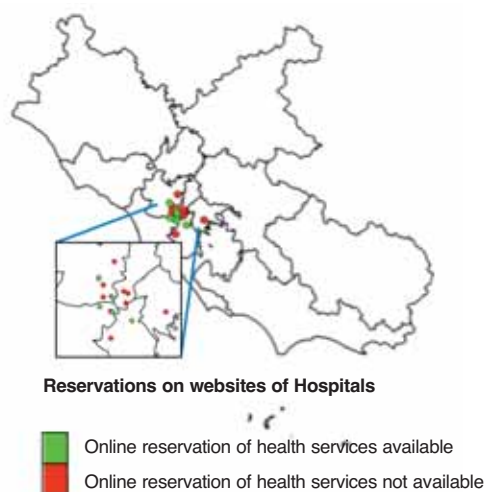 Reservations on websites of Hospitals
Online reservation of health services available
Online reservation of health services not available